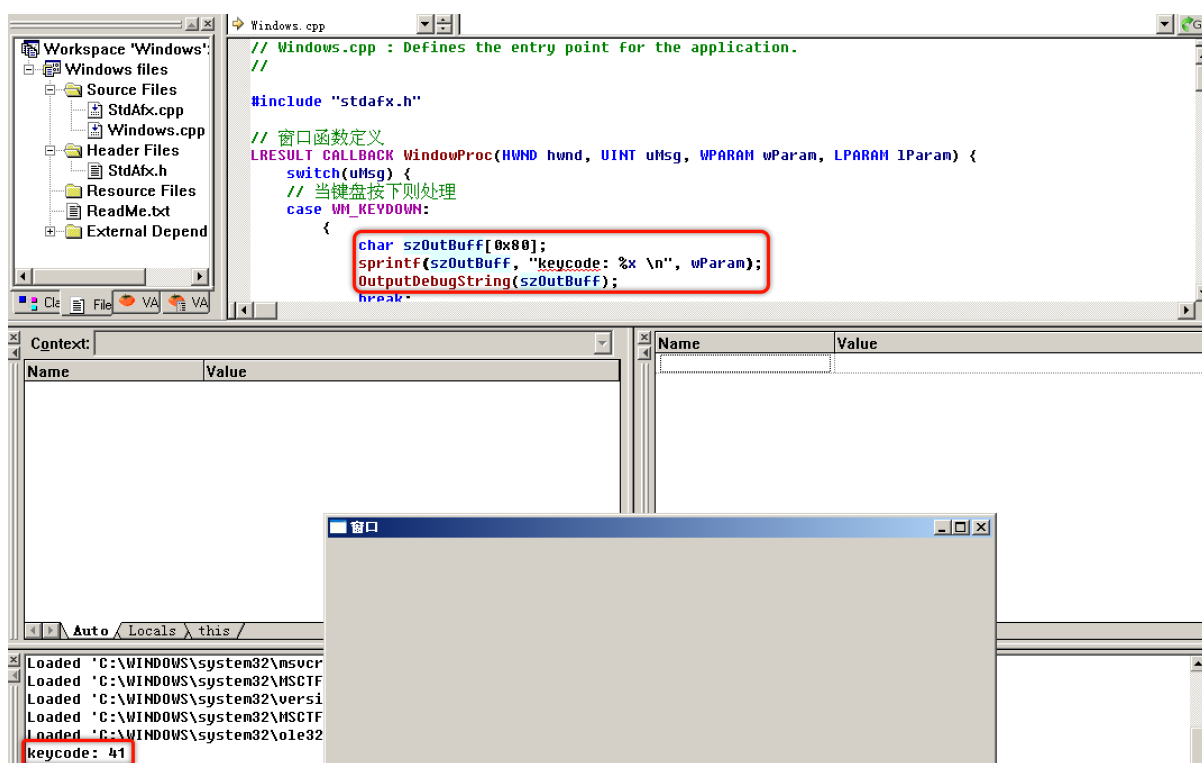 Windows.cpp
Workspace 'Windows':
Windows files
Source Files
StdAfx.cpp
Windows.cpp
Header Files
StdAfx.h
Resource Files
ReadMe.txt
External Depend
Cle
File
VA
VA
// Windows.cpp : Defines the entry point for the application.
//
#include "stdafx.h"
// 窗口函数定义
LRESULT CALLBACK WindowProc(HWND hwnd, UINT uMsg, WPARAM wParam, LPARAM lParam) {
switch(uMsg) {
// 当键盘按下则处理
case WM_KEYDOWN:
{
char szOutBuff[0x80];
sprintf(szOutBuff, "keycode: %x \n", wParam);
OutputDebugString(szOutBuff);
break;
G
Context:
Name Value
Name Value
窗口
Auto Locals this
Loaded 'C:\WINDOWS\system32\msvcr
Loaded 'C:\WINDOWS\system32\MSCTF
Loaded 'C:\WINDOWS\system32\versi
Loaded 'C:\WINDOWS\system32\MSCTF
Loaded 'C:\WINDOWS\system32\ole32
keycode: 41